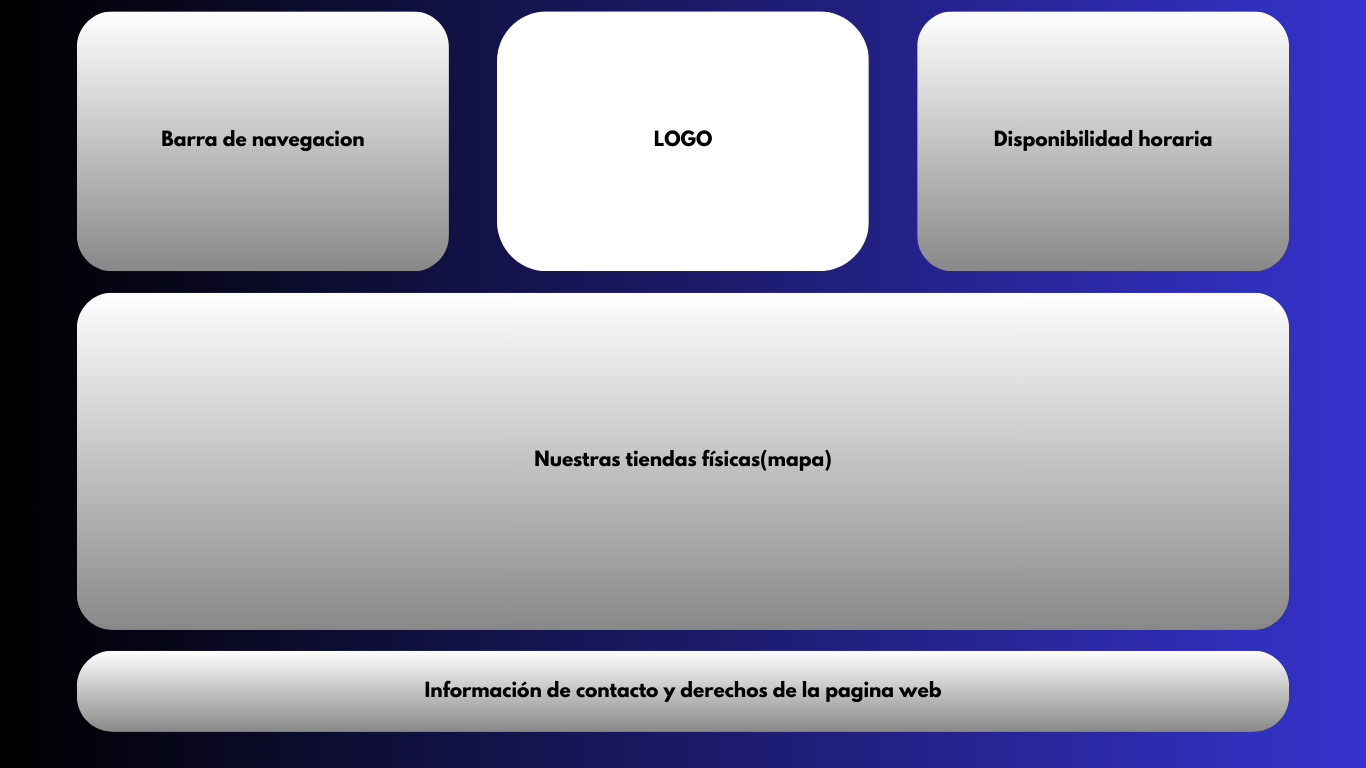 Barra de navegacion
LOGO
Disponibilidad horaria
Nuestras tiendas físicas(mapa)
Información de contacto y derechos de la pagina web